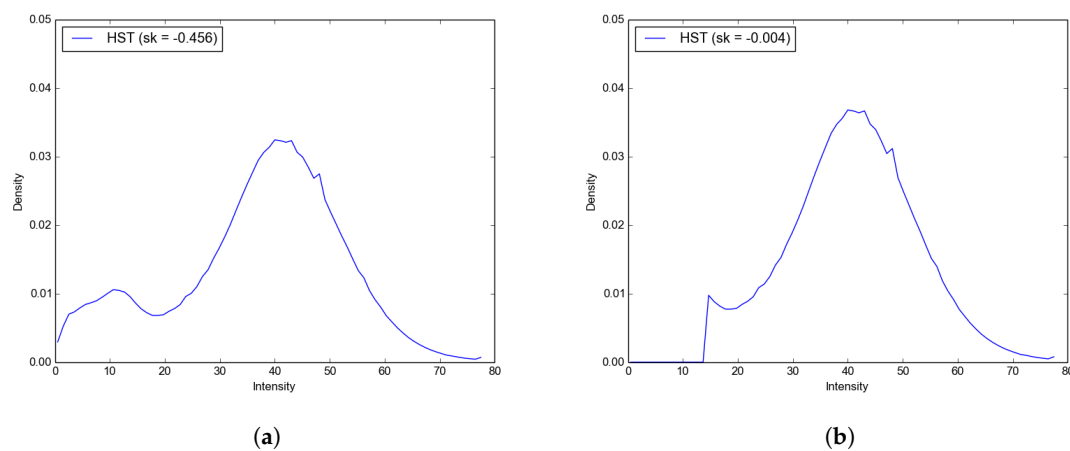 HST (sk = -0.456)
0.05
0.04
0.03
0.02
0.01
0.00
Density
0 10 20 30 40 50 60 70 80
Intensity
(a)
HST (sk = -0.004)
0.05
0.04
0.03
0.02
0.01
0.00
Density
0 10 20 30 40 50 60 70 80
Intensity
(b)